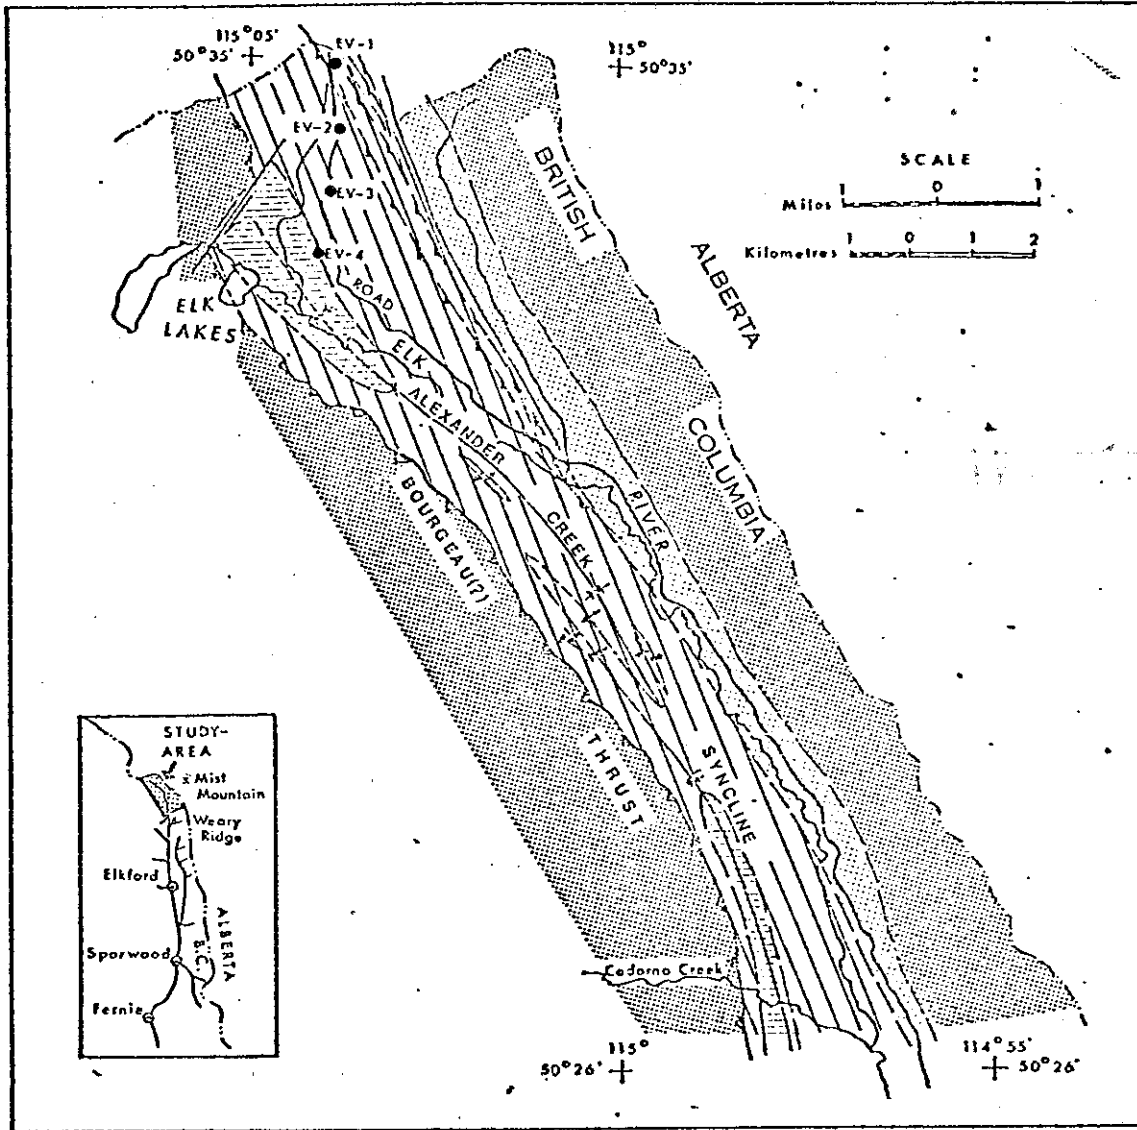 115° 05'
50° 35'
EV-1
115°
50° 35'
EV-2
EV-3
EV-4
SCALE
1 0 1
Miles
Kilometres
1 0 1 2
BRITISH
COLUMBIA
ALBERTA
ROAD
ELK
LAKES
ELK
RIVER
ALEXANDER
CREEK
SYNCLINE
BOURGEAU(?)
THRUST
Cadorna Creek
STUDY-
AREA
Mist
Mountain
Weary
Ridge
Elkford
ALBERTA
B.C.
Sparwood
Fernie
115°
50° 26'
114° 55'
50° 26'